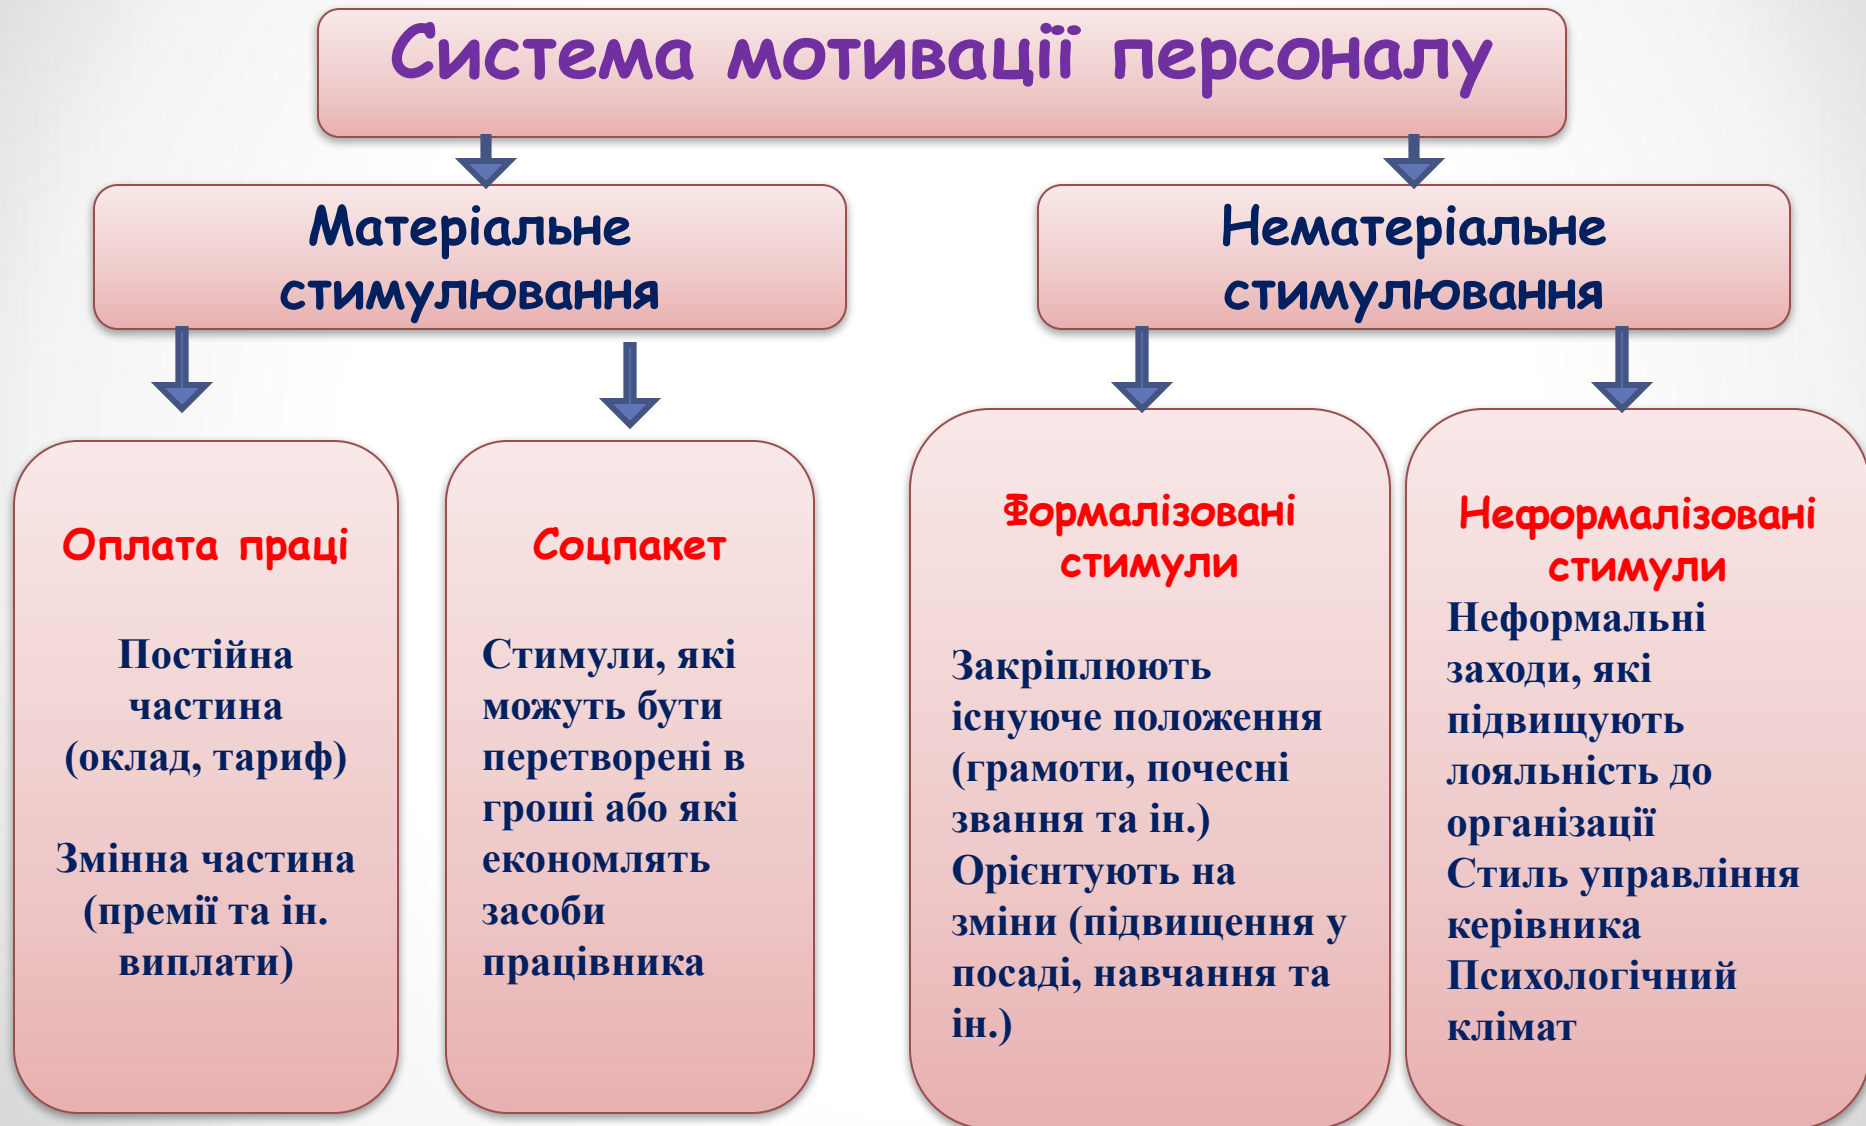 Система мотивації персоналу
Матеріальне
стимулювання
Нематеріальне
стимулювання
Оплата праці
Постійна
частина
(оклад, тариф)
Змінна частина
(премії та ін.
виплати)
Соцпакет
Стимули, які
можуть бути
перетворені в
гроші або які
економлять
засоби
працівника
Формалізовані
стимули
Закріплюють
існуюче положення
(грамоти, почесні
звання та ін.)
Орієнтують на
зміни (підвищення у
посаді, навчання та
ін.)
Неформалізовані
стимули
Неформальні
заходи, які
підвищують
лояльність до
організації
Стиль управління
керівника
Психологічний
клімат